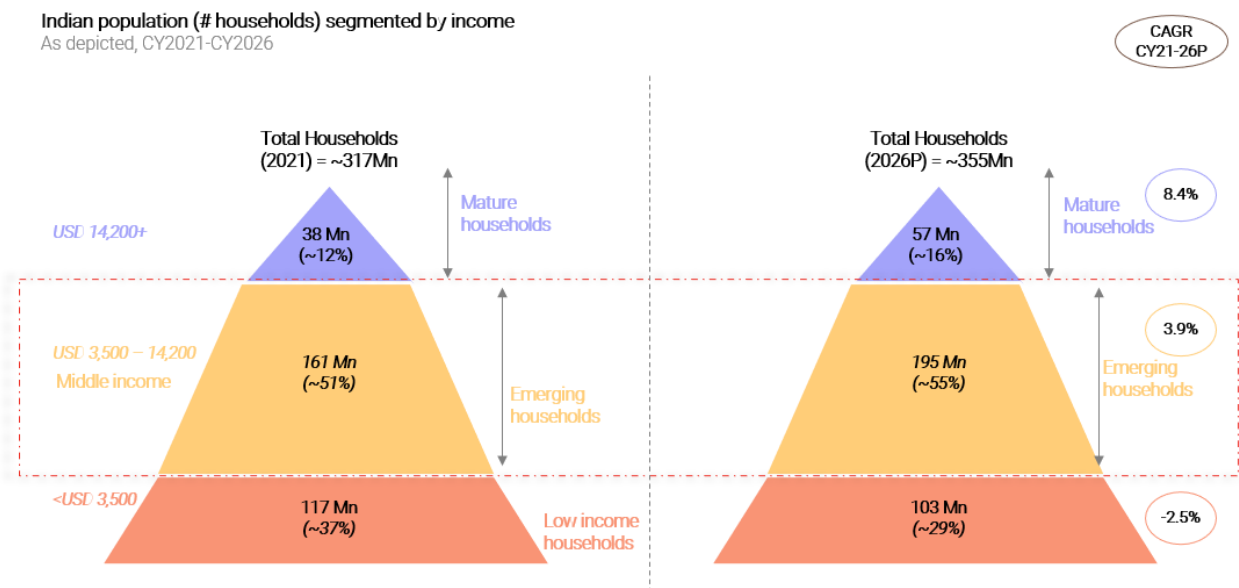 Indian population (# households) segmented by income
As depicted, CY2021-CY2026
CAGR
CY21-26P
Total Households
(2021) = ~317Mn
Total Households
(2026P) = ~355Mn
USD 14,200+
38 Mn
(~12%)
Mature
households
57 Mn
(~16%)
Mature
households
8.4%
USD 3,500 – 14,200
Middle income
161 Mn
(~51%)
Emerging
households
195 Mn
(~55%)
Emerging
households
3.9%
<USD 3,500
117 Mn
(~37%)
Low income
households
103 Mn
(~29%)
-2.5%